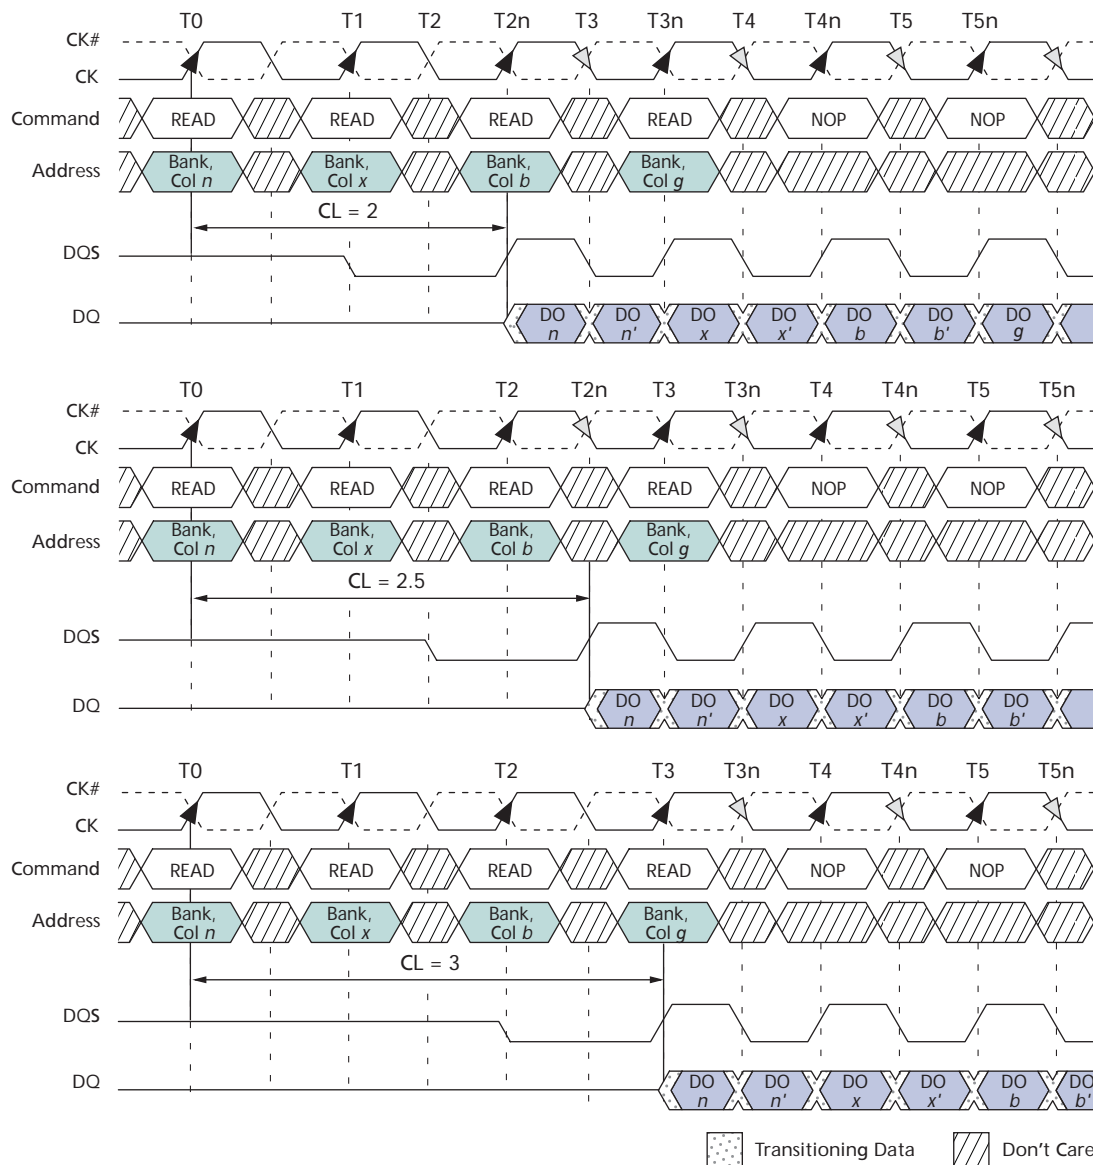 T0 T1 T2 T2n T3 T3n T4 T4n T5 T5n
CK#
CK
Command READ READ READ READ NOP NOP
Address Bank, Bank, Bank, Bank,
Col n Col x Col b Col g
CL = 2
DQS
DQ DO DO DO DO DO DO DO
n n' x x' b b' g
T0 T1 T2 T2n T3 T3n T4 T4n T5 T5n
CK#
CK
Command READ READ READ READ NOP NOP
Address Bank, Bank, Bank, Bank,
Col n Col x Col b Col g
CL = 2.5
DQS
DQ DO DO DO DO DO DO
n n' x x' b b'
T0 T1 T2 T3 T3n T4 T4n T5 T5n
CK#
CK
Command READ READ READ READ NOP NOP
Address Bank, Bank, Bank, Bank,
Col n Col x Col b Col g
CL = 3
DQS
DQ DO DO DO DO DO DO
n n' x x' b b'
Transitioning Data Don't Care